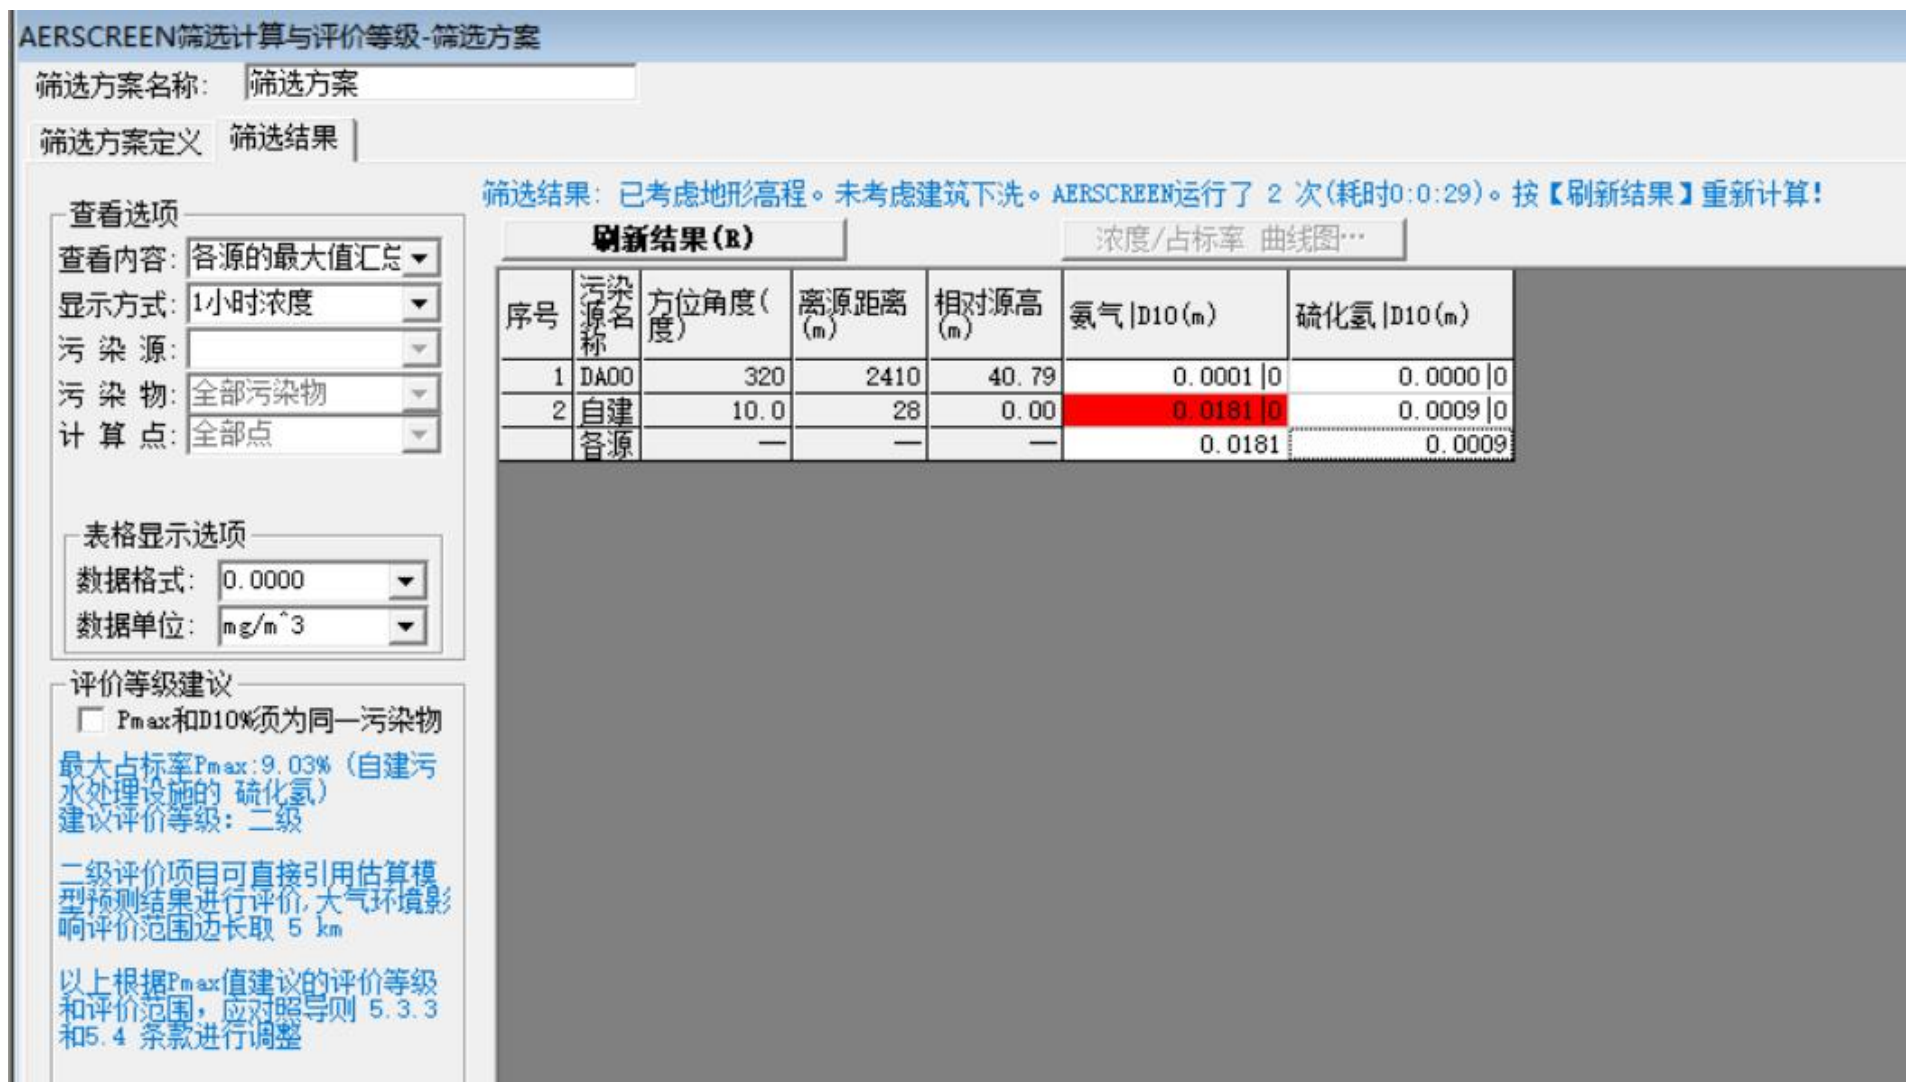 AERSCREEN筛选计算与评价等级-筛选方案
筛选方案名称: 筛选方案
筛选方案定义 筛选结果
筛选结果: 已考虑地形高程。未考虑建筑下洗。AERSCREEN运行了 2 次(耗时0:0:29)。按【刷新结果】重新计算!
刷新结果(R) 浓度/占标率 曲线图…
查看选项
查看内容: 各源的最大值汇总
显示方式: 1小时浓度
污 染 源:
污 染 物: 全部污染物
计 算 点: 全部点
表格显示选项
数据格式: 0.0000
数据单位: mg/m^3
评价等级建议
Pmax和D10%须为同一污染物
最大占标率Pmax:9.03% (自建污
水处理设施的 硫化氢)
建议评价等级: 二级
二级评价项目可直接引用估算模
型预测结果进行评价,大气环境影
响评价范围边长取 5 km
以上根据Pmax值建议的评价等级
和评价范围,应对照导则 5.3.3
和5.4 条款进行调整
序号 污染源名称 方位角度(度) 离源距离(m) 相对源高(m) 氨气|D10(m) 硫化氢|D10(m)
1 DA00 320 2410 40.79 0.0001|0 0.0000|0
2 自建 10.0 28 0.00 0.0181|0 0.0009|0
各源 — — — 0.0181 0.0009